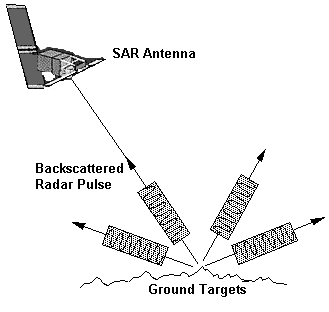 SAR Antenna
Backscattered
Radar Pulse
Ground Targets